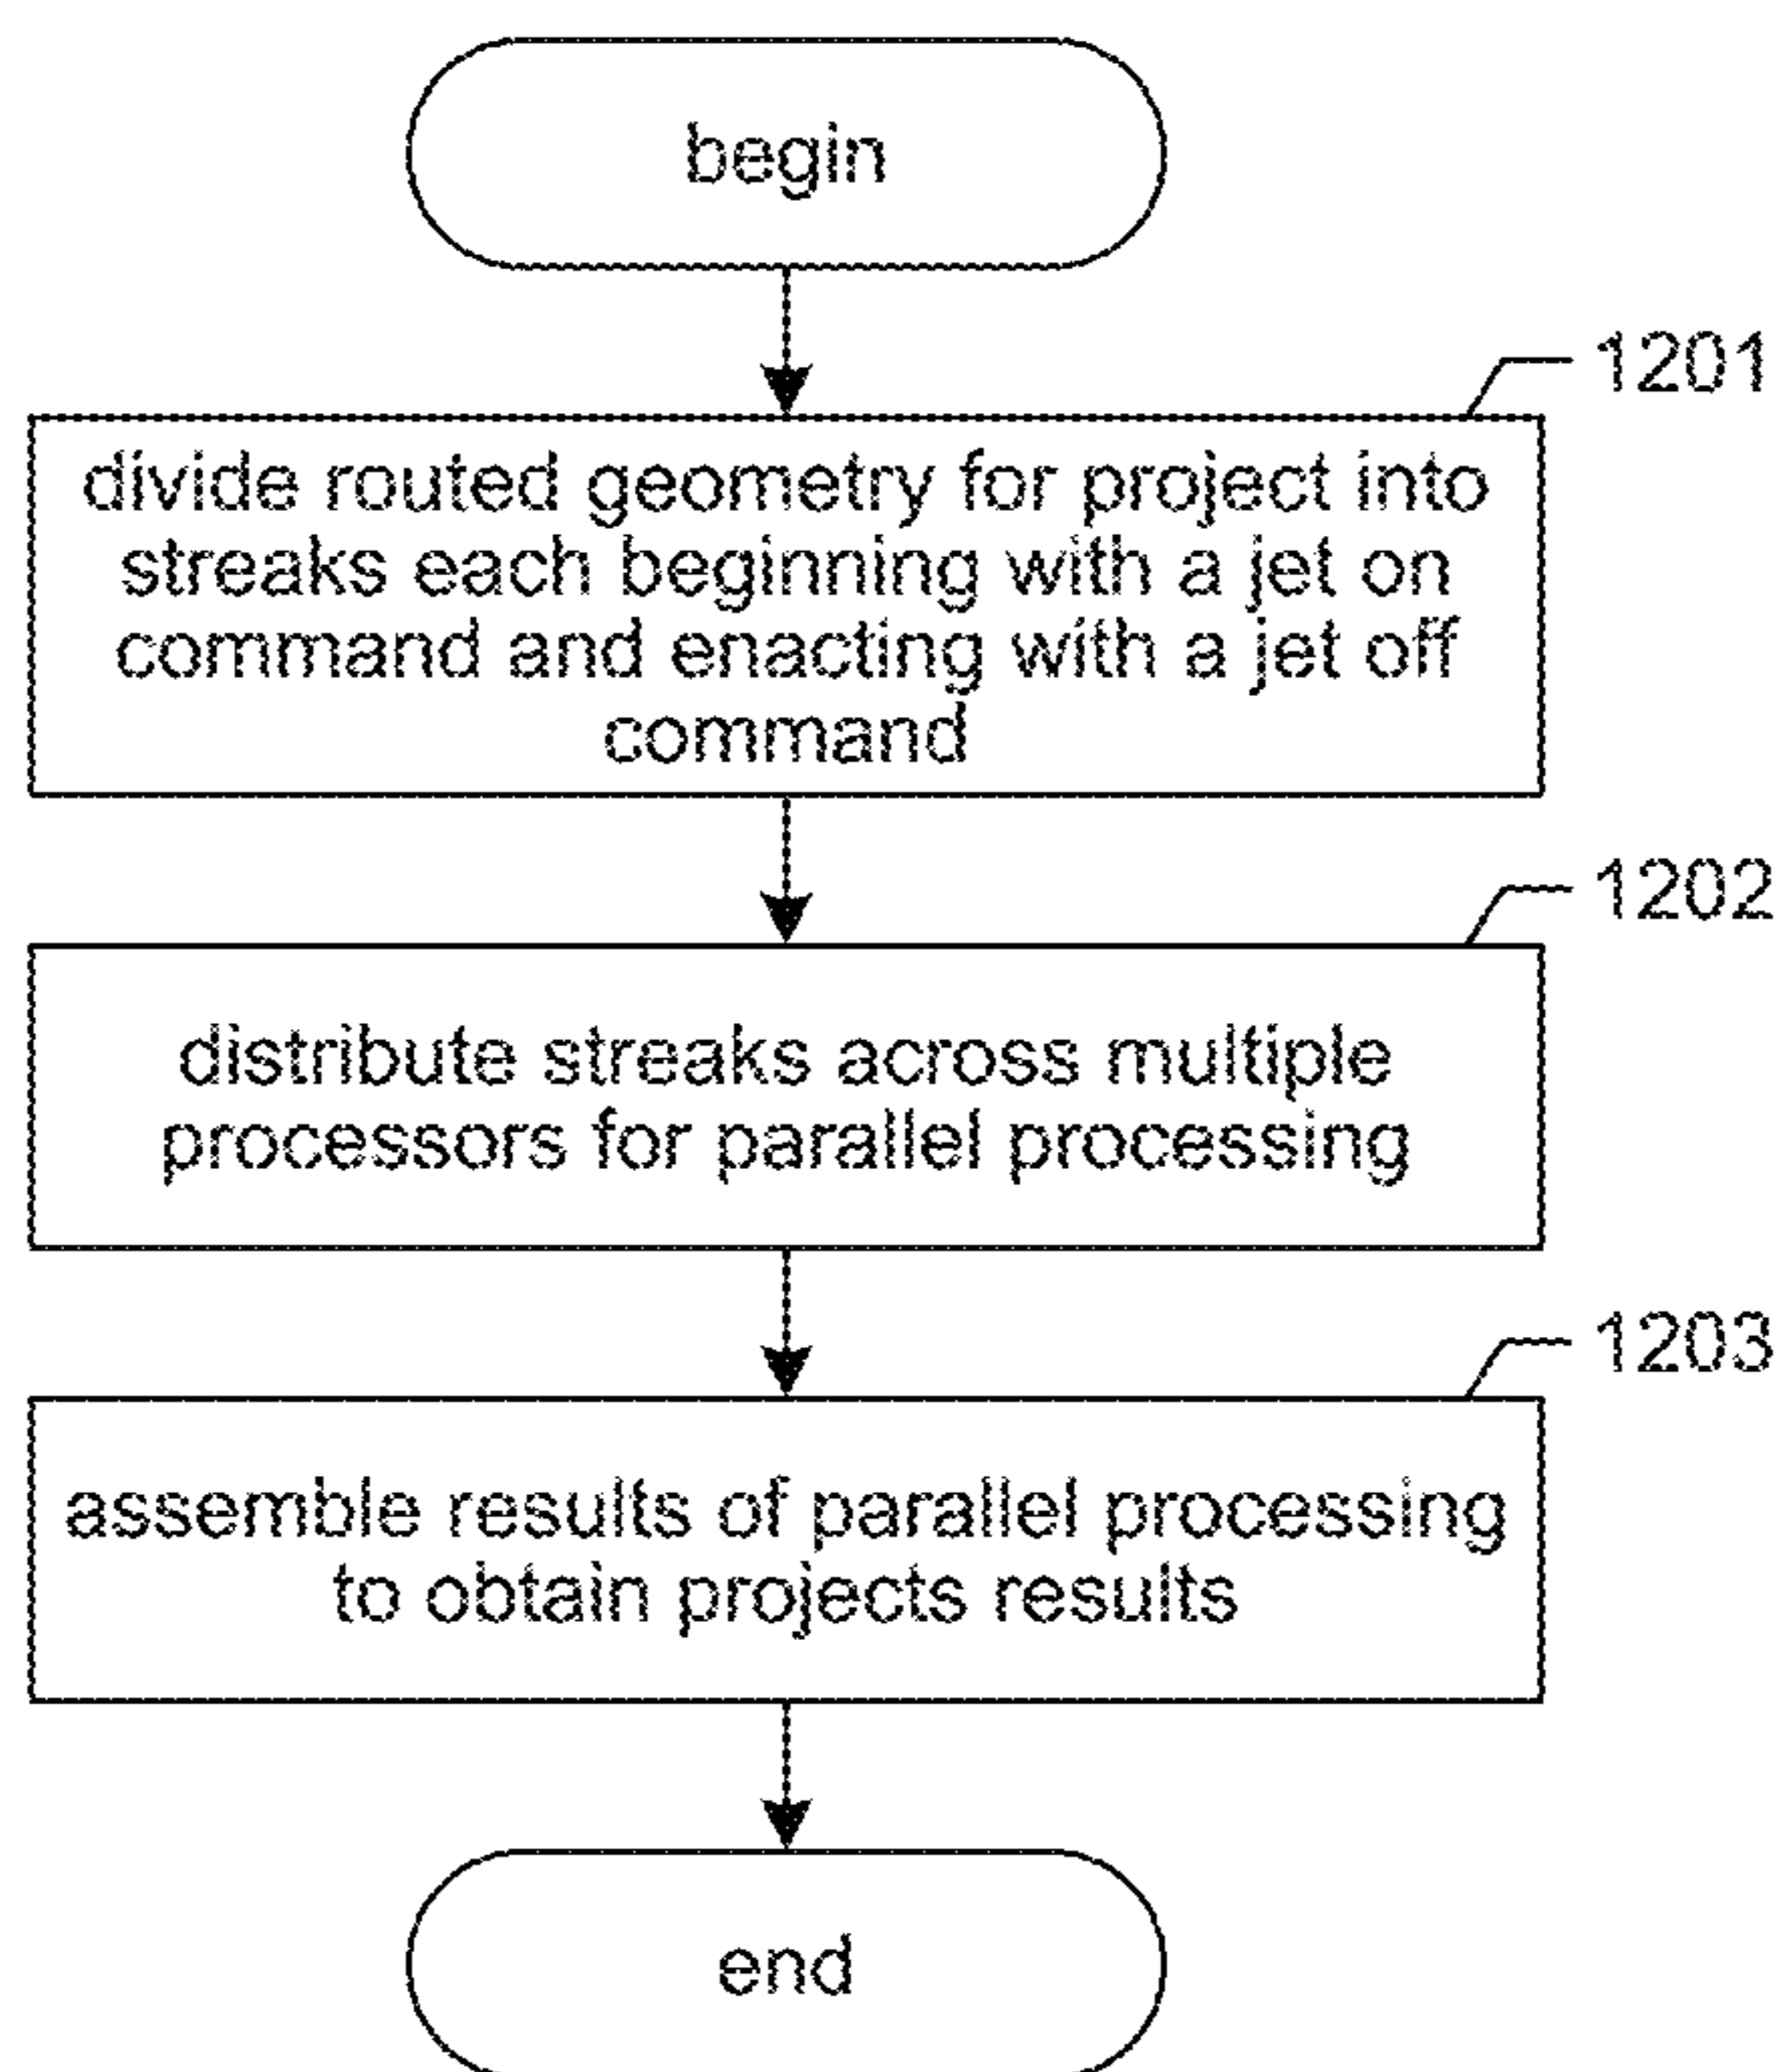 begin
1201
divide routed geometry for project into
streaks each beginning with a jet on
command and enacting with a jet off
command
1202
distribute streaks across multiple
processors for parallel processing
1203
assemble results of parallel processing
to obtain projects results
end